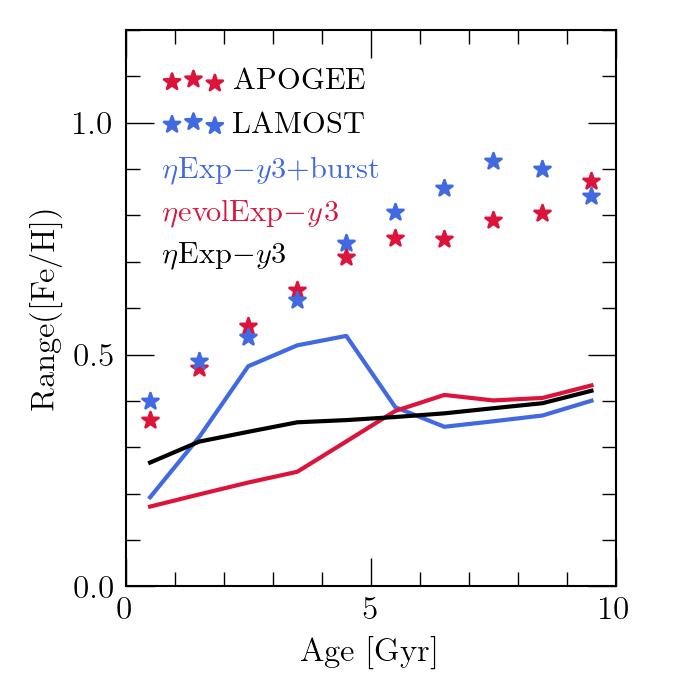 APOGEE
LAMOST
ηExp−y3+burst
ηevolExp−y3
ηExp−y3
Range([Fe/H])
1.0
0.5
0.0
0 5 10
Age [Gyr]